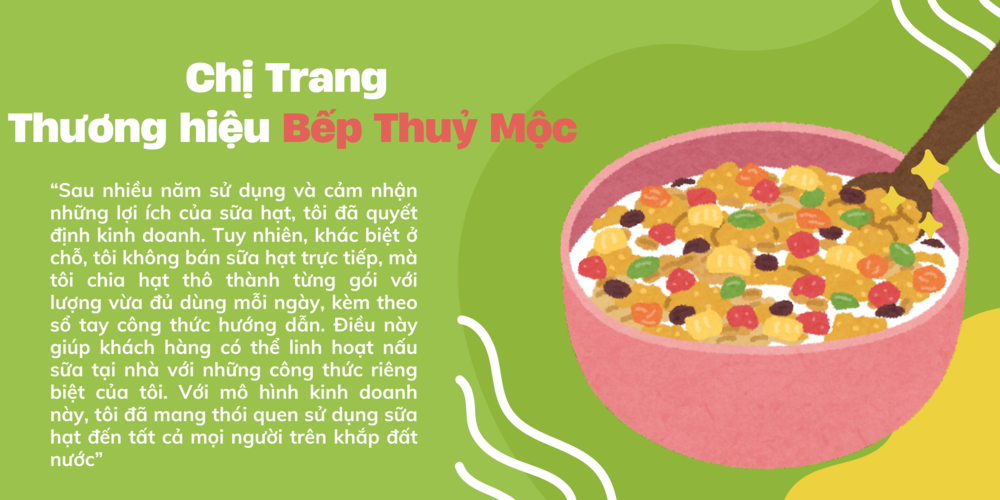 Chị Trang
Thương hiệu Bếp Thuỷ Mộc
“Sau nhiều năm sử dụng và cảm nhận
những lợi ích của sữa hạt, tôi đã quyết
định kinh doanh. Tuy nhiên, khác biệt ở
chỗ, tôi không bán sữa hạt trực tiếp, mà
tôi chia hạt thô thành từng gói với
lượng vừa đủ dùng mỗi ngày, kèm theo
sổ tay công thức hướng dẫn. Điều này
giúp khách hàng có thể linh hoạt nấu
sữa tại nhà với những công thức riêng
biệt của tôi. Với mô hình kinh doanh
này, tôi đã mang thói quen sử dụng sữa
hạt đến tất cả mọi người trên khắp đất
nước”